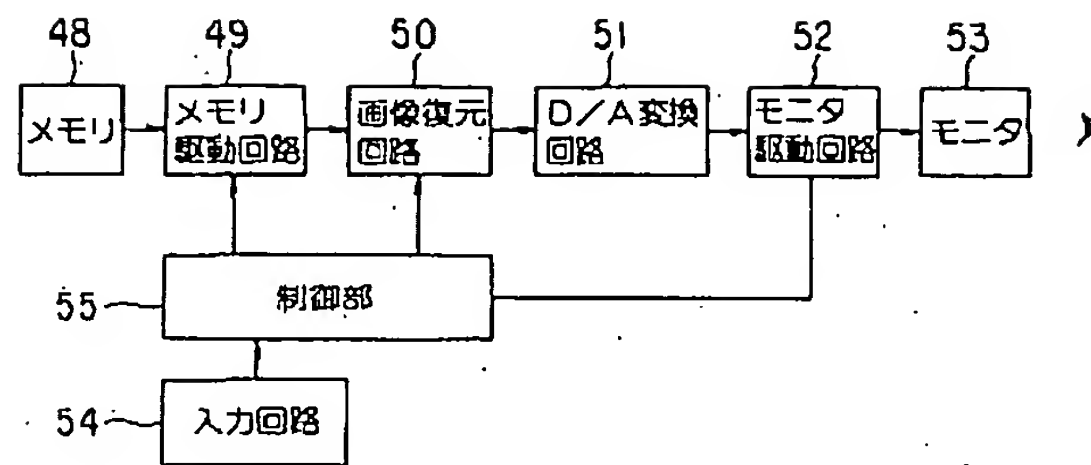 48
49
50
51
52
53
メモリ
メモリ
駆動回路
画像復元
回路
D/A変換
回路
モニタ
駆動回路
モニタ
55
制御部
54
入力回路